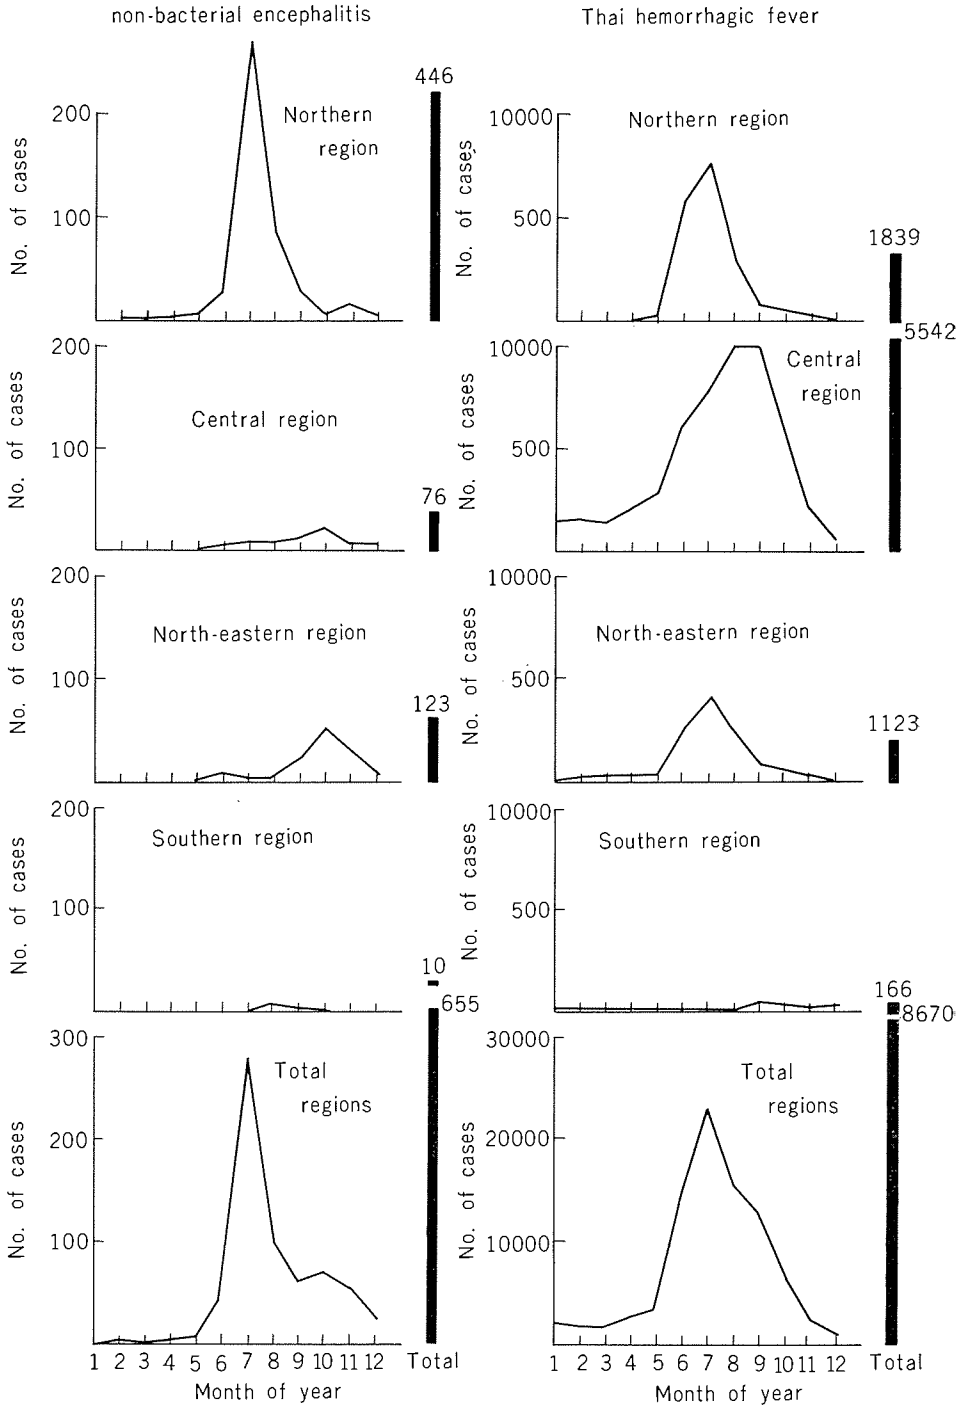 non-bacterial encephalitis
No. of cases
200
100
Northern
region
446
No. of cases
200
100
Central region
76
No. of cases
200
100
North-eastern region
123
No. of cases
200
100
Southern region
10
655
No. of cases
300
200
100
Total
regions
1 2 3 4 5 6 7 8 9 10 11 12 Total
Month of year
Thai hemorrhagic fever
No. of cases
10000
500
Northern region
1839
No. of cases
10000
500
Central
region
5542
No. of cases
10000
500
North-eastern region
1123
No. of cases
10000
500
Southern region
166
8670
No. of cases
30000
20000
10000
Total
regions
1 2 3 4 5 6 7 8 9 10 11 12 Total
Month of year